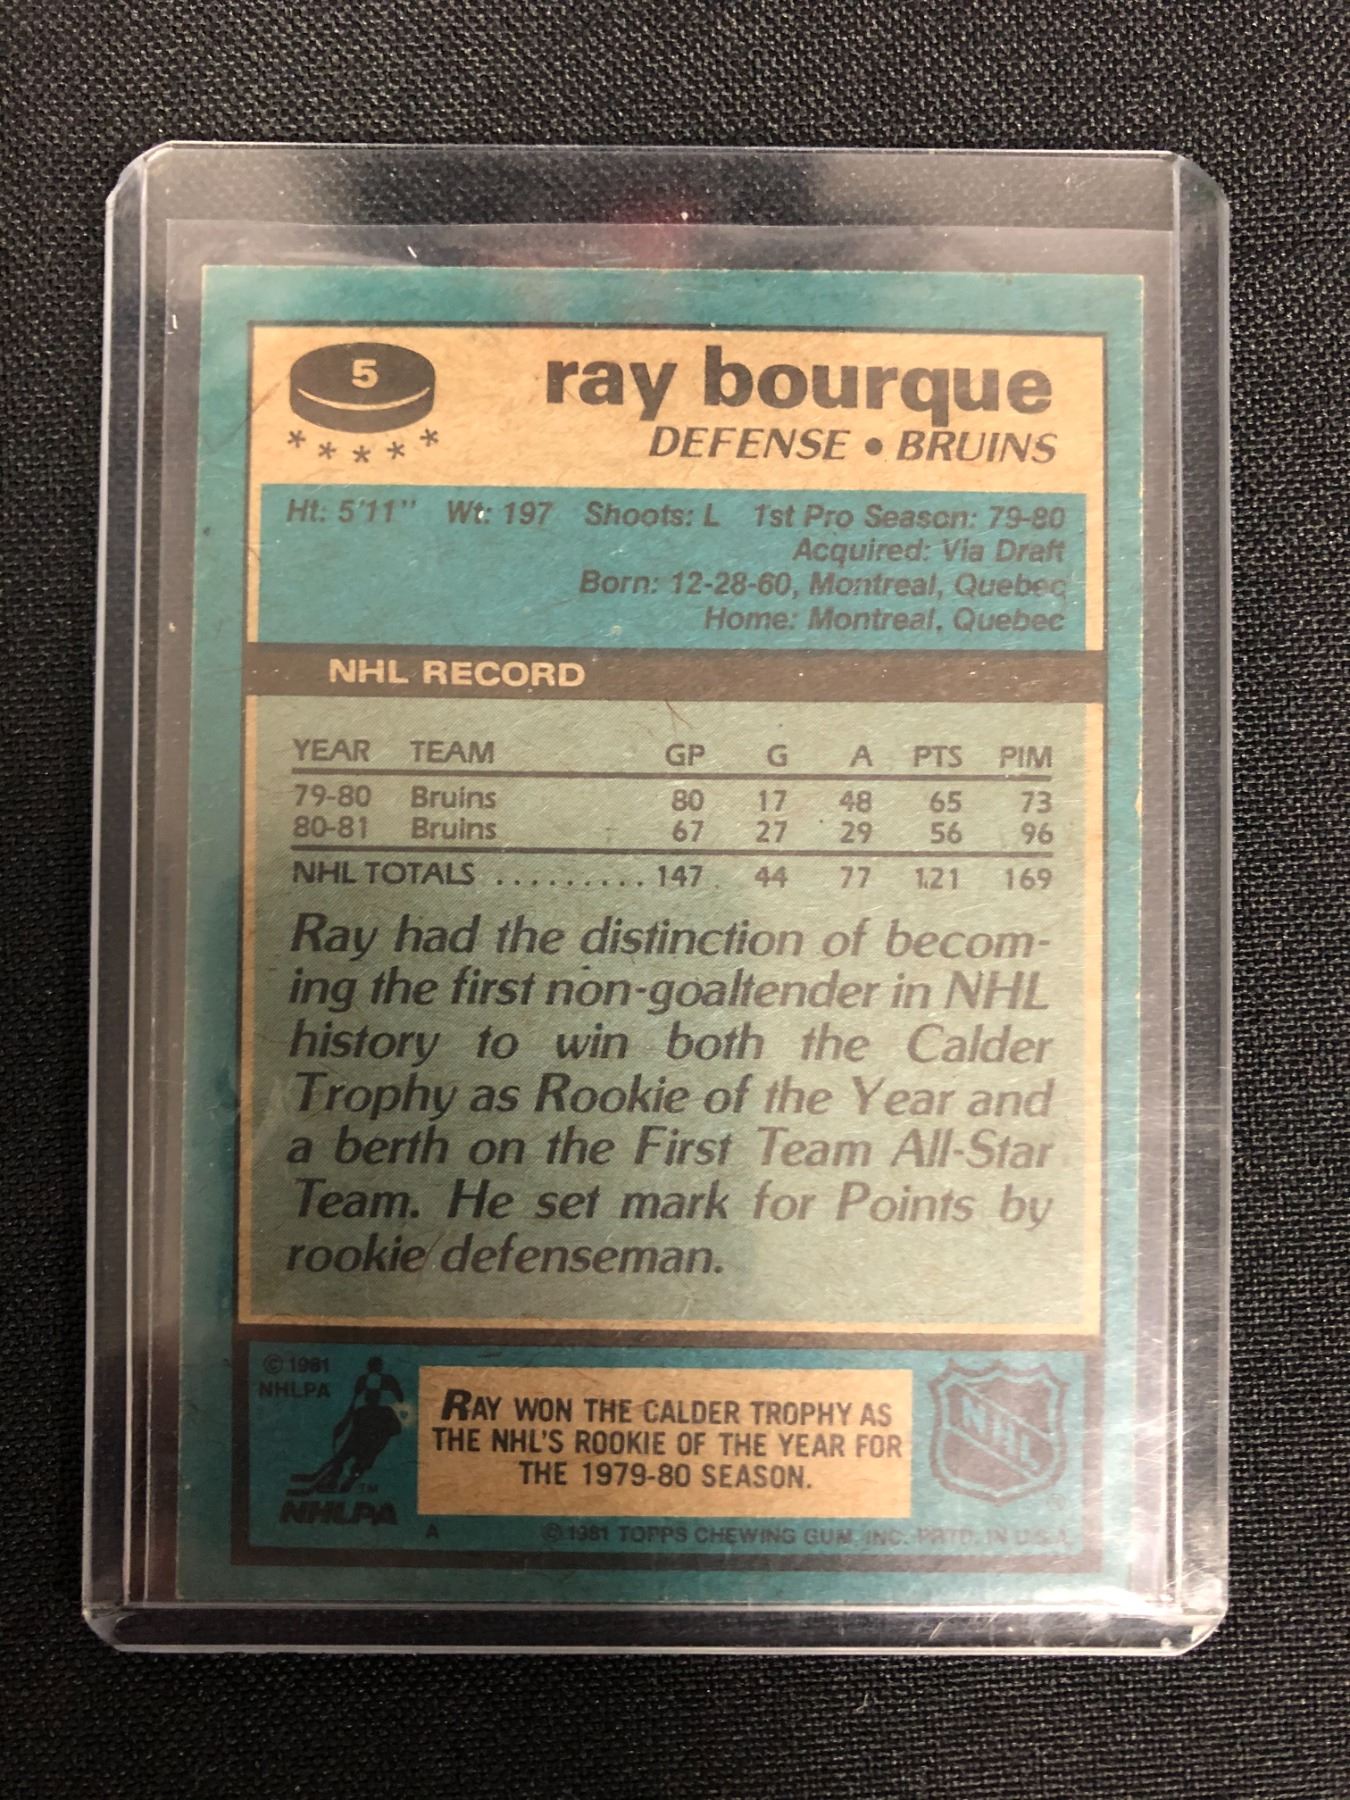 5
ray bourque
DEFENSE • BRUINS
* * * * *
Ht: 5'11" Wt: 197 Shoots: L 1st Pro Season: 79-80
Acquired: Via Draft
Born: 12-28-60, Montreal, Quebec
Home: Montreal, Quebec
NHL RECORD
YEAR TEAM GP G A PTS PIM
79-80 Bruins 80 17 48 65 73
80-81 Bruins 67 27 29 56 96
NHL TOTALS .......... 147 44 77 121 169
Ray had the distinction of becom-
ing the first non-goaltender in NHL
history to win both the Calder
Trophy as Rookie of the Year and
a berth on the First Team All-Star
Team. He set mark for Points by
rookie defenseman.
© 1981
NHLPA
RAY WON THE CALDER TROPHY AS
THE NHL'S ROOKIE OF THE YEAR FOR
THE 1979-80 SEASON.
NHL
®
TM
NHLPA
A © 1981 TOPPS CHEWING GUM, INC. PRTD. IN U.S.A.